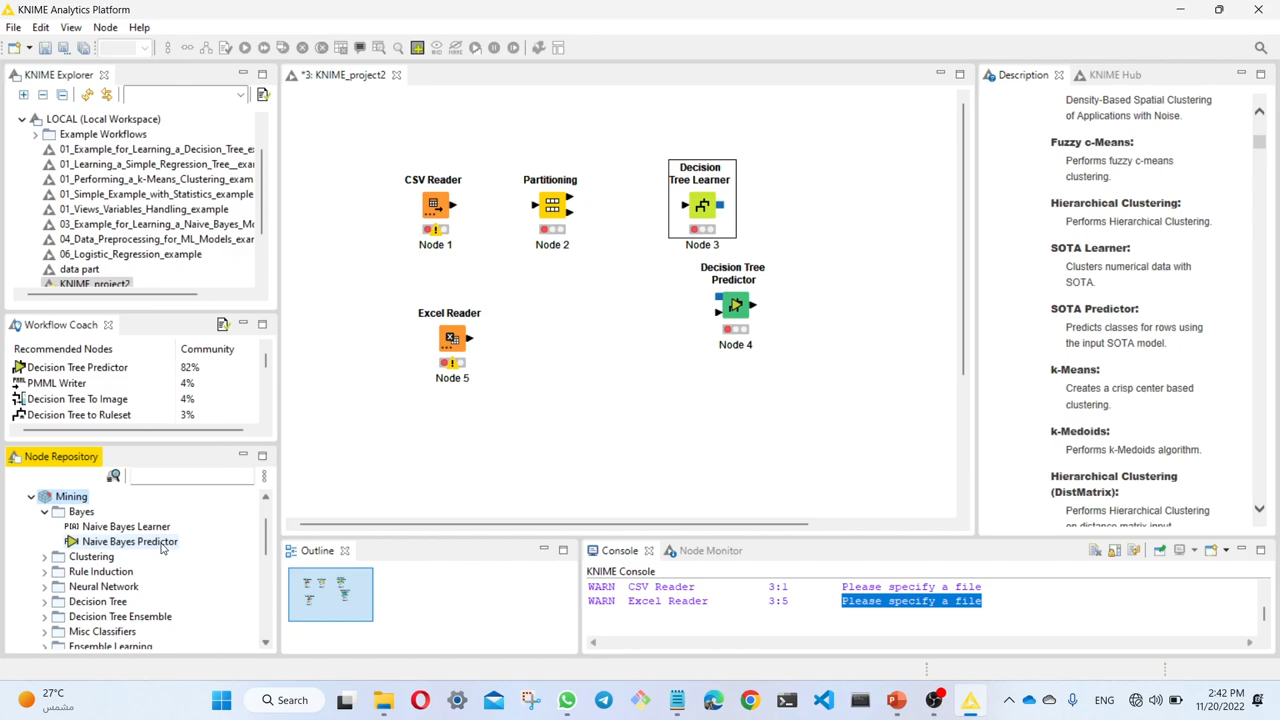 KNIME Analytics Platform
File Edit View Node Help
KNIME Explorer
LOCAL (Local Workspace)
Example Workflows
01_Example_for_Learning_a_Decision_Tree_e
01_Learning_a_Simple_Regression_Tree__exa
01_Performing_a_k-Means_Clustering_exam
01_Simple_Example_with_Statistics_example
01_Views_Variables_Handling_example
03_Example_for_Learning_a_Naive_Bayes_Mo
04_Data_Preprocessing_for_ML_Models_exar
06_Logistic_Regression_example
data part
KNIME_project2
Workflow Coach
Recommended Nodes Community
Decision Tree Predictor 82%
PMML Writer 4%
Decision Tree To Image 4%
Decision Tree to Ruleset 3%
Node Repository
Mining
Bayes
Naive Bayes Learner
Naive Bayes Predictor
Clustering
Rule Induction
Neural Network
Decision Tree
Decision Tree Ensemble
Misc Classifiers
Ensemble Learning
*3: KNIME_project2
CSV Reader
Node 1
Partitioning
Node 2
Decision
Tree Learner
Node 3
Decision Tree
Predictor
Node 4
Excel Reader
Node 5
Outline
Console Node Monitor
KNIME Console
WARN CSV Reader 3:1 Please specify a file
WARN Excel Reader 3:5 Please specify a file
Description KNIME Hub
Density-Based Spatial Clustering
of Applications with Noise.
Fuzzy c-Means:
Performs fuzzy c-means
clustering.
Hierarchical Clustering:
Performs Hierarchical Clustering.
SOTA Learner:
Clusters numerical data with
SOTA.
SOTA Predictor:
Predicts classes for rows using
the input SOTA model.
k-Means:
Creates a crisp center based
clustering.
k-Medoids:
Performs k-Medoids algorithm.
Hierarchical Clustering
(DistMatrix):
Performs Hierarchical Clustering
on distance matrix input
27°C
مشمس
Search
ENG
2:42 PM
11/20/2022